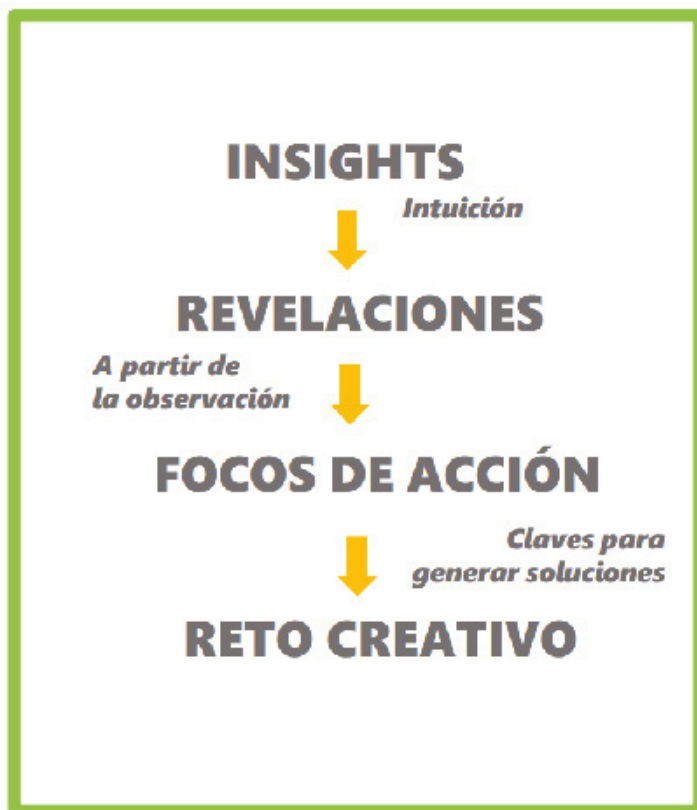 INSIGHTS
Intuición
REVELACIONES
A partir de
la observación
FOCOS DE ACCIÓN
Claves para
generar soluciones
RETO CREATIVO